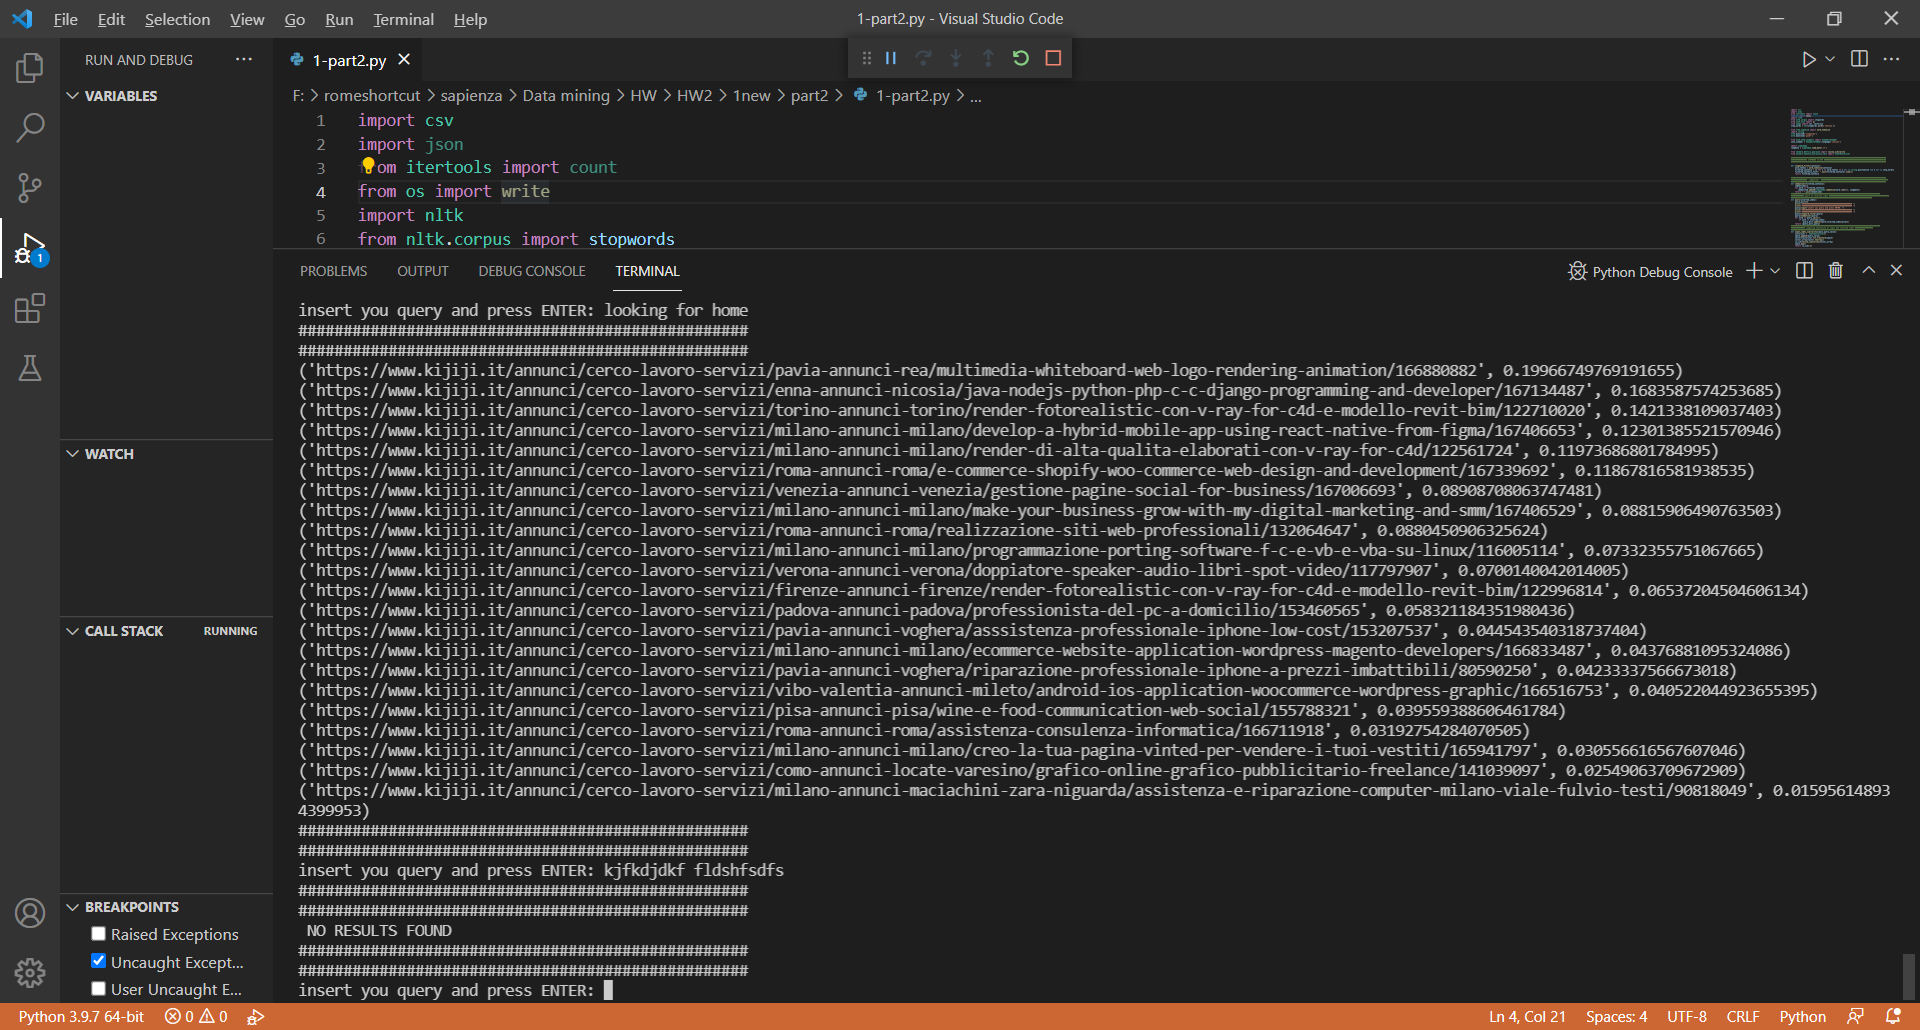 File Edit Selection View Go Run Terminal Help
1-part2.py - Visual Studio Code
RUN AND DEBUG ...
1-part2.py
VARIABLES
F: > romeshortcut > sapienza > Data mining > HW > HW2 > 1new > part2 > 1-part2.py > ...
1 import csv
2 import json
3 om itertools import count
4 from os import write
5 import nltk
6 from nltk.corpus import stopwords
PROBLEMS OUTPUT DEBUG CONSOLE TERMINAL
Python Debug Console
insert you query and press ENTER: looking for home
##################################################
##################################################
('https://www.kijiji.it/annunci/cerco-lavoro-servizi/pavia-annunci-rea/multimedia-whiteboard-web-logo-rendering-animation/166880882', 0.19966749769191655)
('https://www.kijiji.it/annunci/cerco-lavoro-servizi/enna-annunci-nicosia/java-nodejs-python-php-c-c-django-programming-and-developer/167134487', 0.1683587574253685)
('https://www.kijiji.it/annunci/cerco-lavoro-servizi/torino-annunci-torino/render-fotorealistic-con-v-ray-for-c4d-e-modello-revit-bim/122710020', 0.1421338109037403)
('https://www.kijiji.it/annunci/cerco-lavoro-servizi/milano-annunci-milano/develop-a-hybrid-mobile-app-using-react-native-from-figma/167406653', 0.12301385521570946)
('https://www.kijiji.it/annunci/cerco-lavoro-servizi/milano-annunci-milano/render-di-alta-qualita-elaborati-con-v-ray-for-c4d/122561724', 0.11973686801784995)
('https://www.kijiji.it/annunci/cerco-lavoro-servizi/roma-annunci-roma/e-commerce-shopify-woo-commerce-web-design-and-development/167339692', 0.11867816581938535)
('https://www.kijiji.it/annunci/cerco-lavoro-servizi/venezia-annunci-venezia/gestione-pagine-social-for-business/167006693', 0.08908708063747481)
('https://www.kijiji.it/annunci/cerco-lavoro-servizi/milano-annunci-milano/make-your-business-grow-with-my-digital-marketing-and-smm/167406529', 0.08815906490763503)
('https://www.kijiji.it/annunci/cerco-lavoro-servizi/roma-annunci-roma/realizzazione-siti-web-professionali/132064647', 0.0880450906325624)
('https://www.kijiji.it/annunci/cerco-lavoro-servizi/milano-annunci-milano/programmazione-porting-software-f-c-e-vb-e-vba-su-linux/116005114', 0.07332355751067665)
('https://www.kijiji.it/annunci/cerco-lavoro-servizi/verona-annunci-verona/doppiatore-speaker-audio-libri-spot-video/117797907', 0.0700140042014005)
('https://www.kijiji.it/annunci/cerco-lavoro-servizi/firenze-annunci-firenze/render-fotorealistic-con-v-ray-for-c4d-e-modello-revit-bim/122996814', 0.06537204504606134)
('https://www.kijiji.it/annunci/cerco-lavoro-servizi/padova-annunci-padova/professionista-del-pc-a-domicilio/153460565', 0.058321184351980436)
('https://www.kijiji.it/annunci/cerco-lavoro-servizi/pavia-annunci-voghera/asssistenza-professionale-iphone-low-cost/153207537', 0.044543540318737404)
('https://www.kijiji.it/annunci/cerco-lavoro-servizi/milano-annunci-milano/ecommerce-website-application-wordpress-magento-developers/166833487', 0.04376881095324086)
('https://www.kijiji.it/annunci/cerco-lavoro-servizi/pavia-annunci-voghera/riparazione-professionale-iphone-a-prezzi-imbattibili/80590250', 0.04233337566673018)
('https://www.kijiji.it/annunci/cerco-lavoro-servizi/vibo-valentia-annunci-mileto/android-ios-application-woocommerce-wordpress-graphic/166516753', 0.040522044923655395)
('https://www.kijiji.it/annunci/cerco-lavoro-servizi/pisa-annunci-pisa/wine-e-food-communication-web-social/155788321', 0.039559388606461784)
('https://www.kijiji.it/annunci/cerco-lavoro-servizi/roma-annunci-roma/assistenza-consulenza-informatica/166711918', 0.03192754284070505)
('https://www.kijiji.it/annunci/cerco-lavoro-servizi/milano-annunci-milano/creo-la-tua-pagina-vinted-per-vendere-i-tuoi-vestiti/165941797', 0.030556616567607046)
('https://www.kijiji.it/annunci/cerco-lavoro-servizi/como-annunci-locate-varesino/grafico-online-grafico-pubblicitario-freelance/141039097', 0.02549063709672909)
('https://www.kijiji.it/annunci/cerco-lavoro-servizi/milano-annunci-maciachini-zara-niguarda/assistenza-e-riparazione-computer-milano-viale-fulvio-testi/90818049', 0.01595614893
4399953)
##################################################
##################################################
insert you query and press ENTER: kjfkdjdkf fldshfsdfs
##################################################
##################################################
NO RESULTS FOUND
##################################################
##################################################
insert you query and press ENTER:
WATCH
CALL STACK RUNNING
BREAKPOINTS
Raised Exceptions
Uncaught Except...
User Uncaught E...
1
Python 3.9.7 64-bit 0 0
Ln 4, Col 21 Spaces: 4 UTF-8 CRLF Python